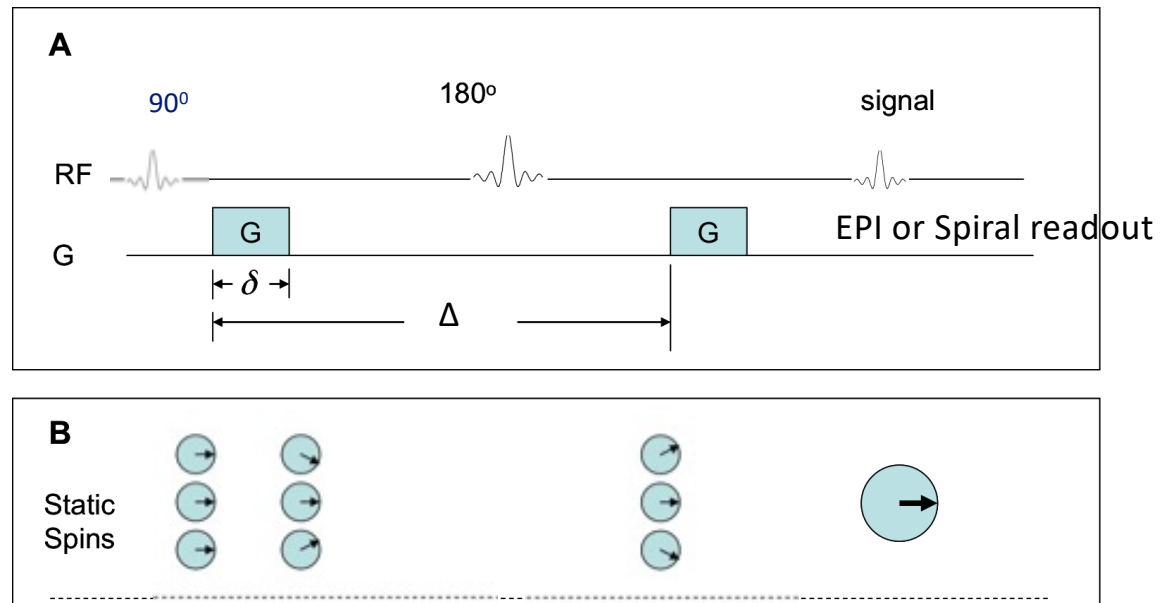 A
90⁰ 180º signal
RF
G G EPI or Spiral readout
G
δ
Δ
B
Static
Spins